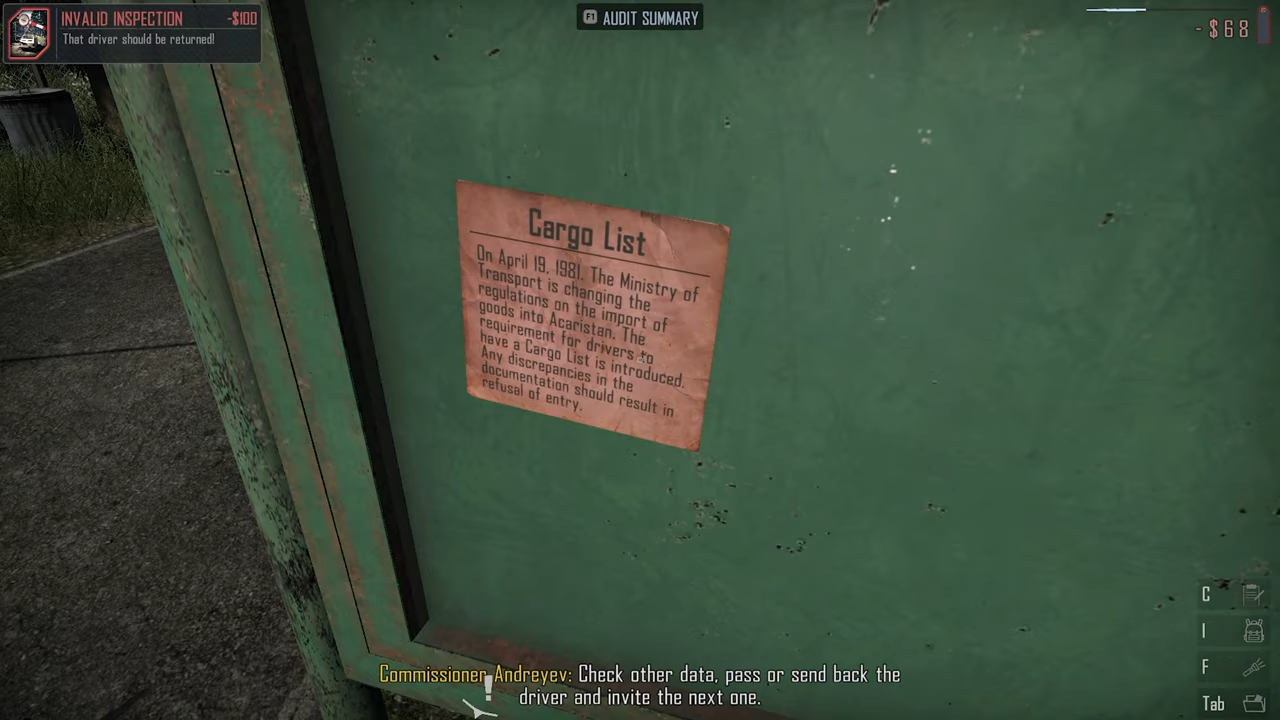 INVALID INSPECTION -$100
That driver should be returned!
F1 AUDIT SUMMARY
-$68
Cargo List
On April 19, 1981. The Ministry of
Transport is changing the
regulations on the import of
goods into Acaristan. The
requirement for drivers to
have a Cargo List is introduced.
Any discrepancies in the
documentation should result in
refusal of entry.
C
I
F
Tab
Commissioner Andreyev: Check other data, pass or send back the
driver and invite the next one.